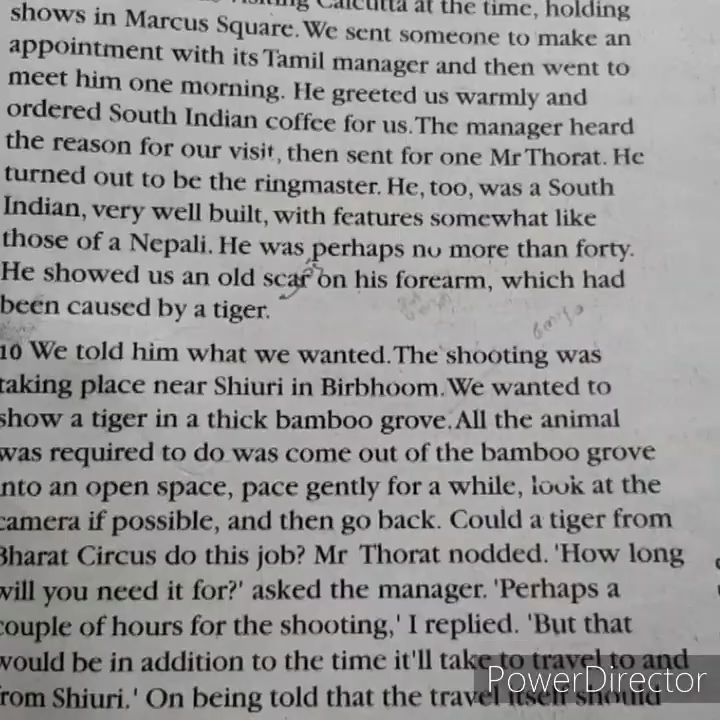 Calcutta at the time, holding
shows in Marcus Square. We sent someone to make an
appointment with its Tamil manager and then went to
meet him one morning. He greeted us warmly and
ordered South Indian coffee for us. The manager heard
the reason for our visit, then sent for one Mr Thorat. He
turned out to be the ringmaster. He, too, was a South
Indian, very well built, with features somewhat like
those of a Nepali. He was perhaps no more than forty.
He showed us an old scar on his forearm, which had
been caused by a tiger.
10 We told him what we wanted. The shooting was
taking place near Shiuri in Birbhoom. We wanted to
show a tiger in a thick bamboo grove. All the animal
was required to do was come out of the bamboo grove
nto an open space, pace gently for a while, look at the
camera if possible, and then go back. Could a tiger from
Bharat Circus do this job? Mr Thorat nodded. 'How long
will you need it for?' asked the manager. 'Perhaps a
couple of hours for the shooting,' I replied. 'But that
would be in addition to the time it'll take to travel to and
rom Shiuri.' On being told that the travel itself should
PowerDirector